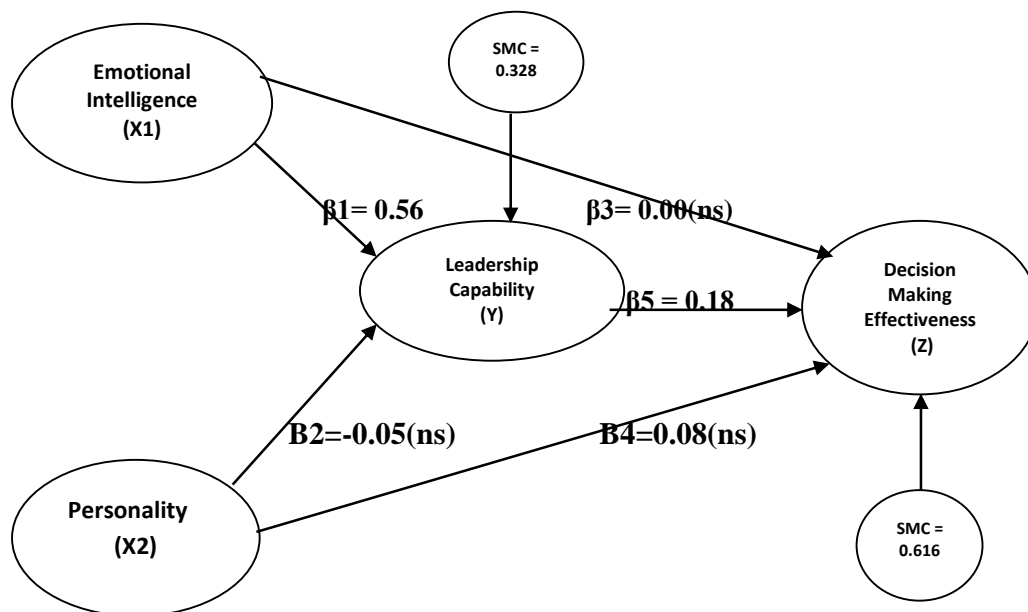 Emotional
Intelligence
(X1)
SMC =
0.328
β1= 0.56
β3= 0.00(ns)
Leadership
Capability
(Y)
β5 = 0.18
Decision
Making
Effectiveness
(Z)
B2=-0.05(ns)
B4=0.08(ns)
Personality
(X2)
SMC =
0.616